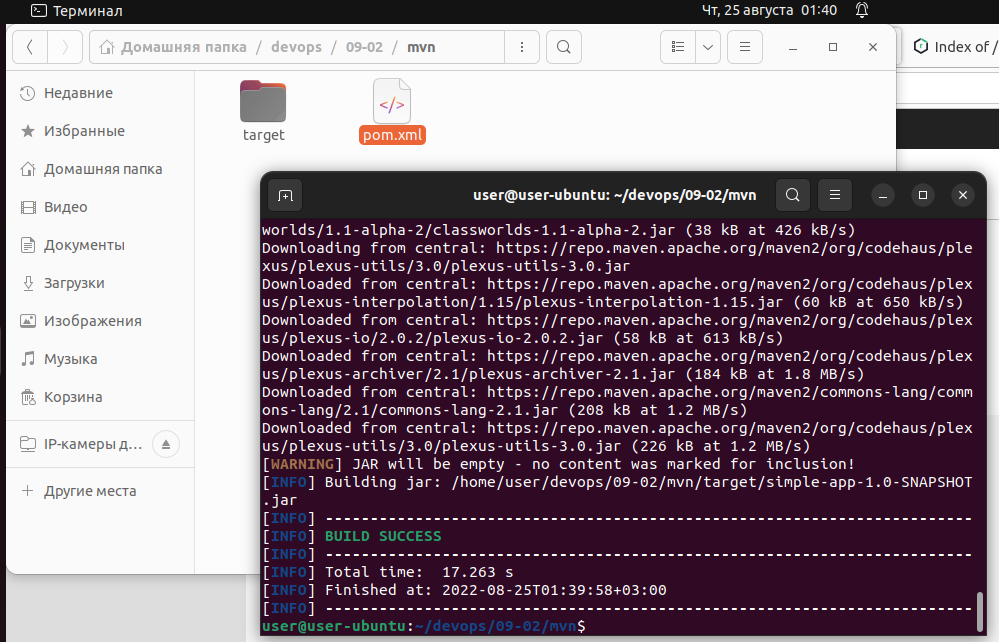 Терминал
Чт, 25 августа 01:40
Домашняя папка / devops / 09-02 / mvn
Index of /
Недавние
Избранные
Домашняя папка
Видео
Документы
Загрузки
Изображения
Музыка
Корзина
IP-камеры д...
Другие места
target
pom.xml
user@user-ubuntu: ~/devops/09-02/mvn
worlds/1.1-alpha-2/classworlds-1.1-alpha-2.jar (38 kB at 426 kB/s)
Downloading from central: https://repo.maven.apache.org/maven2/org/codehaus/ple
xus/plexus-utils/3.0/plexus-utils-3.0.jar
Downloaded from central: https://repo.maven.apache.org/maven2/org/codehaus/plex
us/plexus-interpolation/1.15/plexus-interpolation-1.15.jar (60 kB at 650 kB/s)
Downloaded from central: https://repo.maven.apache.org/maven2/org/codehaus/plex
us/plexus-io/2.0.2/plexus-io-2.0.2.jar (58 kB at 613 kB/s)
Downloaded from central: https://repo.maven.apache.org/maven2/org/codehaus/plex
us/plexus-archiver/2.1/plexus-archiver-2.1.jar (184 kB at 1.8 MB/s)
Downloaded from central: https://repo.maven.apache.org/maven2/commons-lang/comm
ons-lang/2.1/commons-lang-2.1.jar (208 kB at 1.2 MB/s)
Downloaded from central: https://repo.maven.apache.org/maven2/org/codehaus/plex
us/plexus-utils/3.0/plexus-utils-3.0.jar (226 kB at 1.2 MB/s)
[WARNING] JAR will be empty - no content was marked for inclusion!
[INFO] Building jar: /home/user/devops/09-02/mvn/target/simple-app-1.0-SNAPSHOT
.jar
[INFO] ------------------------------------------------------------------------
[INFO] BUILD SUCCESS
[INFO] ------------------------------------------------------------------------
[INFO] Total time:  17.263 s
[INFO] Finished at: 2022-08-25T01:39:58+03:00
[INFO] ------------------------------------------------------------------------
user@user-ubuntu:~/devops/09-02/mvn$